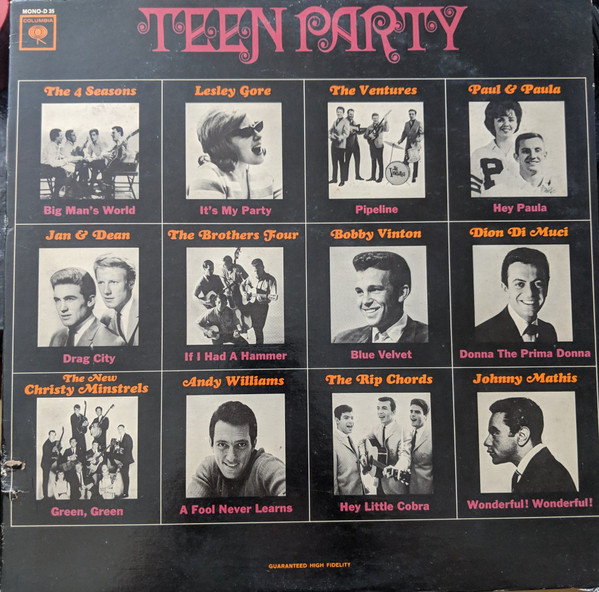 MONO-D 35
COLUMBIA
TEEN PARTY
The 4 Seasons
Big Man's World
Lesley Gore
It's My Party
The Ventures
Pipeline
Paul & Paula
P
Hey Paula
Jan & Dean
Drag City
The Brothers Four
If I Had A Hammer
Bobby Vinton
Blue Velvet
Dion Di Muci
Donna The Prima Donna
The New
Christy Minstrels
Green, Green
Andy Williams
A Fool Never Learns
The Rip Chords
Hey Little Cobra
Johnny Mathis
Wonderful! Wonderful!
GUARANTEED HIGH FIDELITY